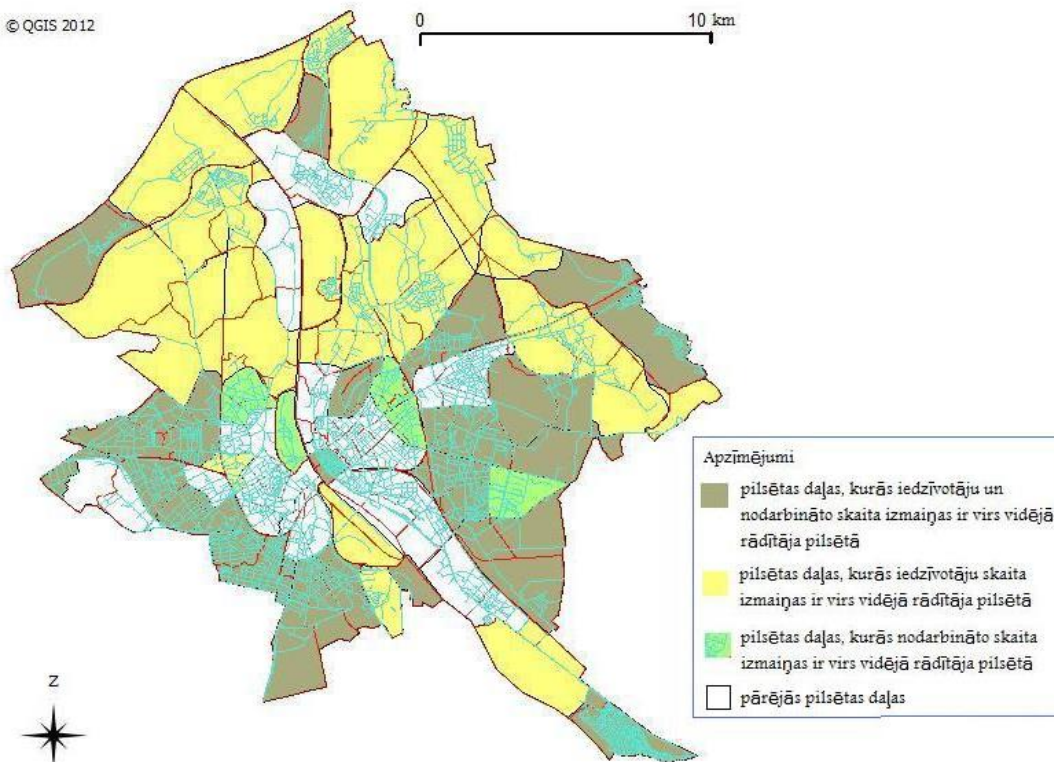 © QGIS 2012
0 10 km
Apzīmējumi
pilsētas daļas, kurās iedzīvotāju un
nodarbināto skaita izmaiņas ir virs vidējā
rādītāja pilsētā
pilsētas daļas, kurās iedzīvotāju skaita
izmaiņas ir virs vidējā rādītāja pilsētā
pilsētas daļas, kurās nodarbināto skaita
izmaiņas ir virs vidējā rādītāja pilsētā
pārējās pilsētas daļas
Z